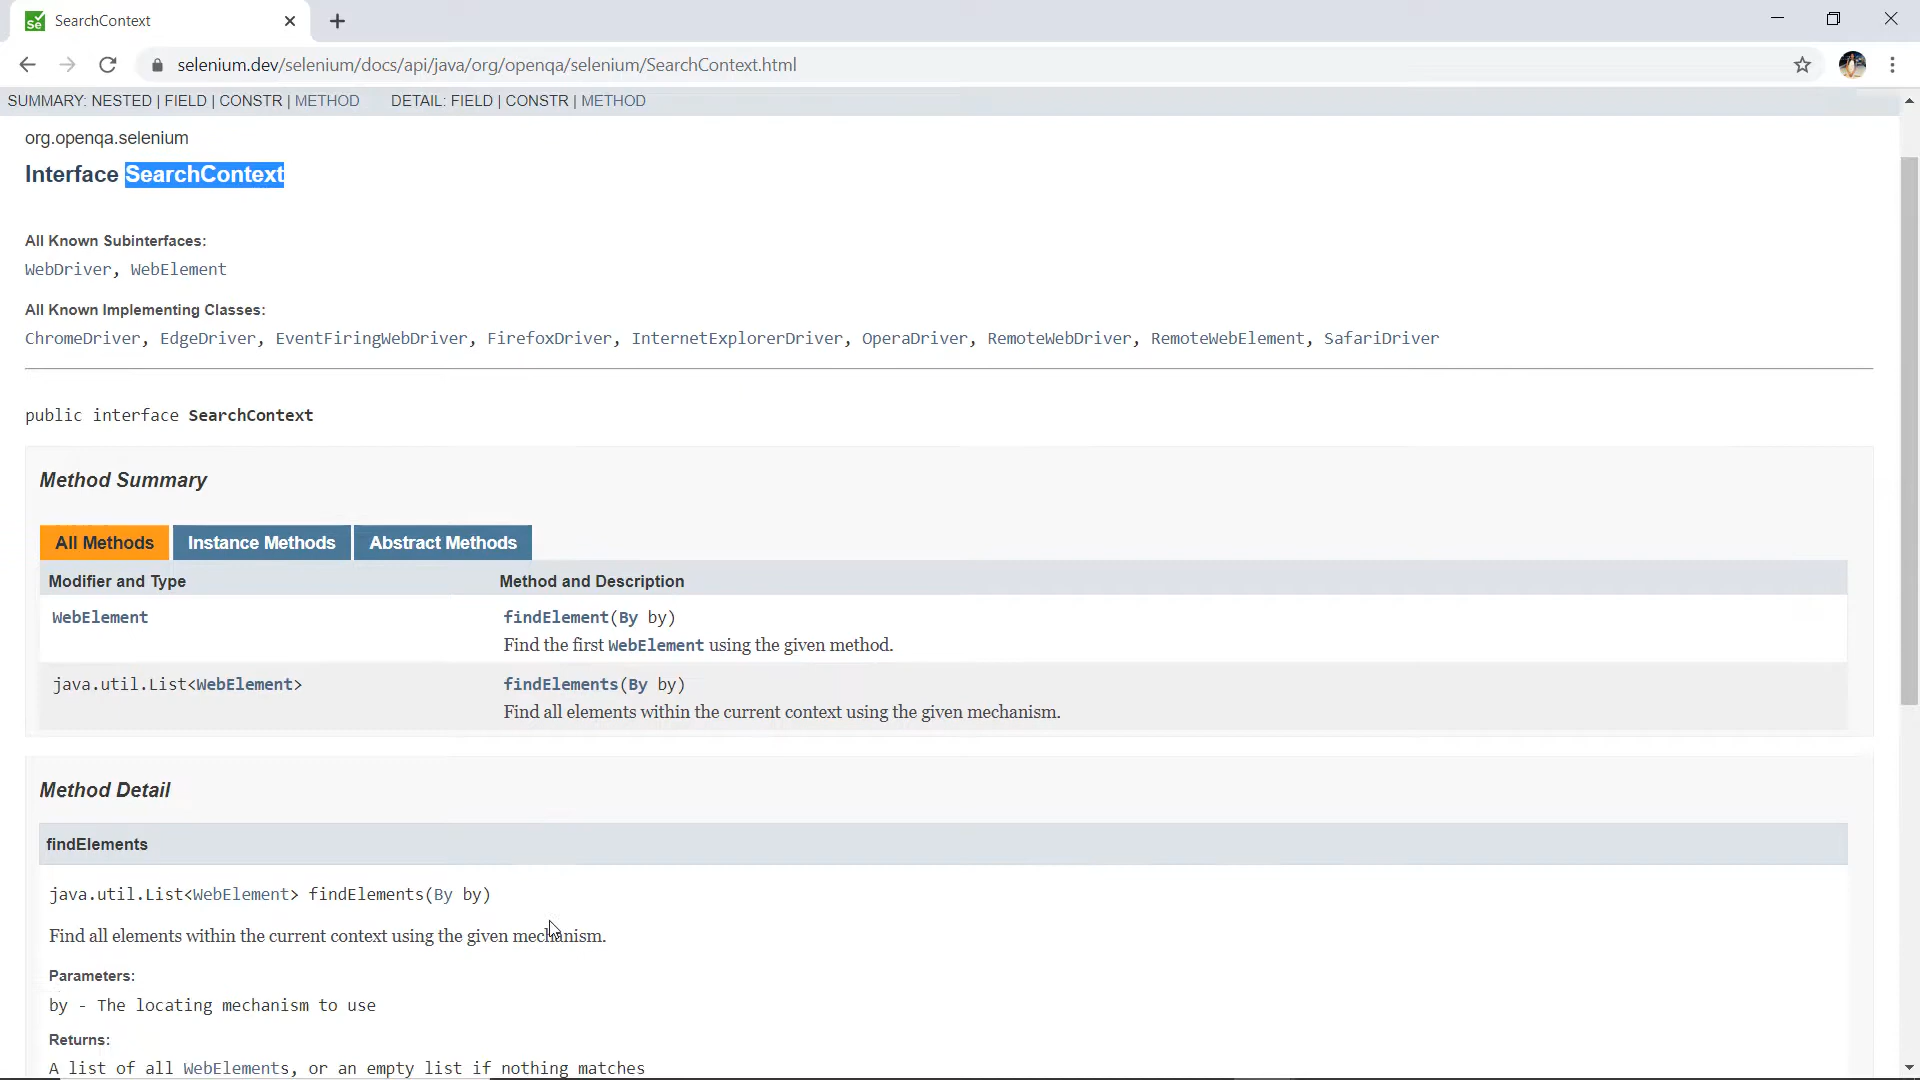 SearchContext
selenium.dev/selenium/docs/api/java/org/openqa/selenium/SearchContext.html
SUMMARY: NESTED | FIELD | CONSTR | METHOD DETAIL: FIELD | CONSTR | METHOD
org.openqa.selenium
Interface SearchContext
All Known Subinterfaces:
WebDriver, WebElement
All Known Implementing Classes:
ChromeDriver, EdgeDriver, EventFiringWebDriver, FirefoxDriver, InternetExplorerDriver, OperaDriver, RemoteWebDriver, RemoteWebElement, SafariDriver
public interface SearchContext
Method Summary
All Methods Instance Methods Abstract Methods
Modifier and Type Method and Description
WebElement findElement(By by)
Find the first WebElement using the given method.
java.util.List<WebElement> findElements(By by)
Find all elements within the current context using the given mechanism.
Method Detail
findElements
java.util.List<WebElement> findElements(By by)
Find all elements within the current context using the given mechanism.
Parameters:
by - The locating mechanism to use
Returns:
A list of all WebElements, or an empty list if nothing matches